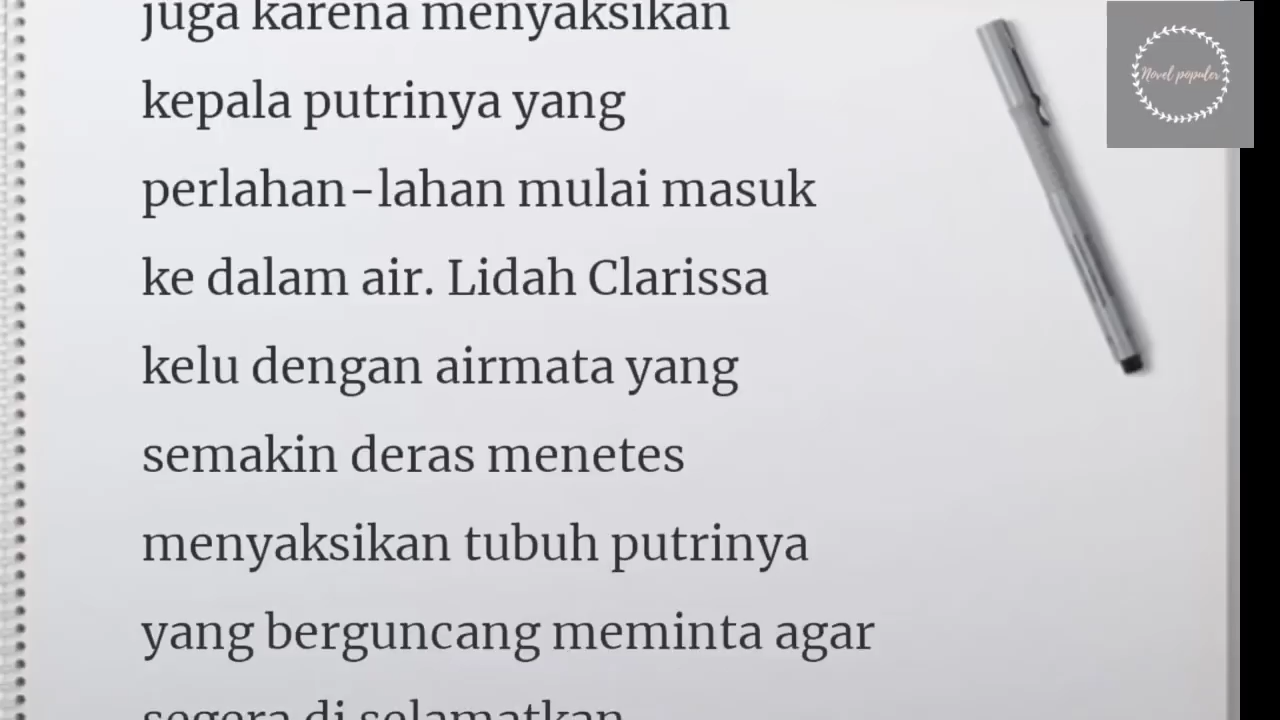 juga karena menyaksikan
kepala putrinya yang
perlahan-lahan mulai masuk
ke dalam air. Lidah Clarissa
kelu dengan airmata yang
semakin deras menetes
menyaksikan tubuh putrinya
yang berguncang meminta agar
segera di selamatkan
Novel populer